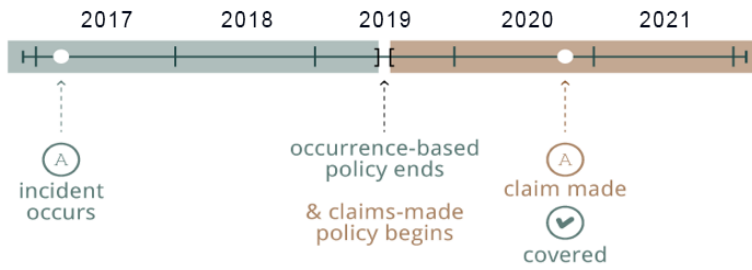 2017 2018 2019 2020 2021
A
incident
occurs
occurrence-based
policy ends
& claims-made
policy begins
A
claim made
covered